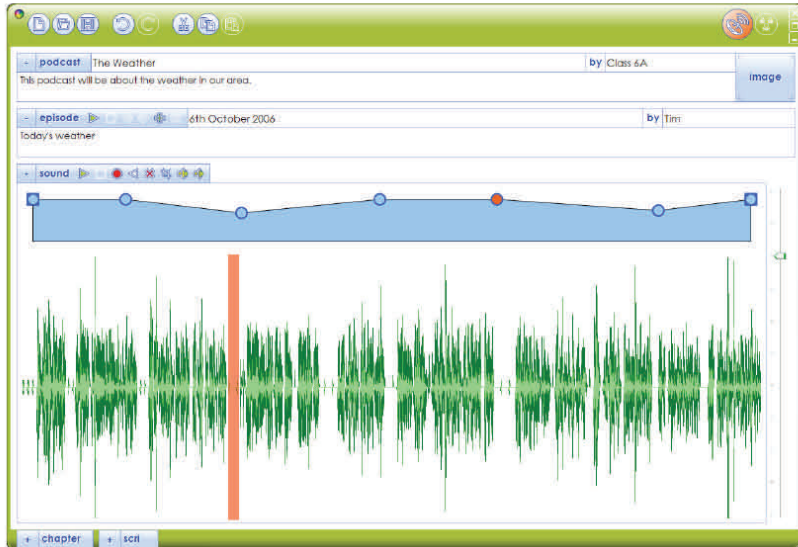 - podcast The Weather by Class 6A
This podcast will be about the weather in our area.
image
- episode 6th October 2006 by Tim
Today's weather
- sound
+ chapter + scri